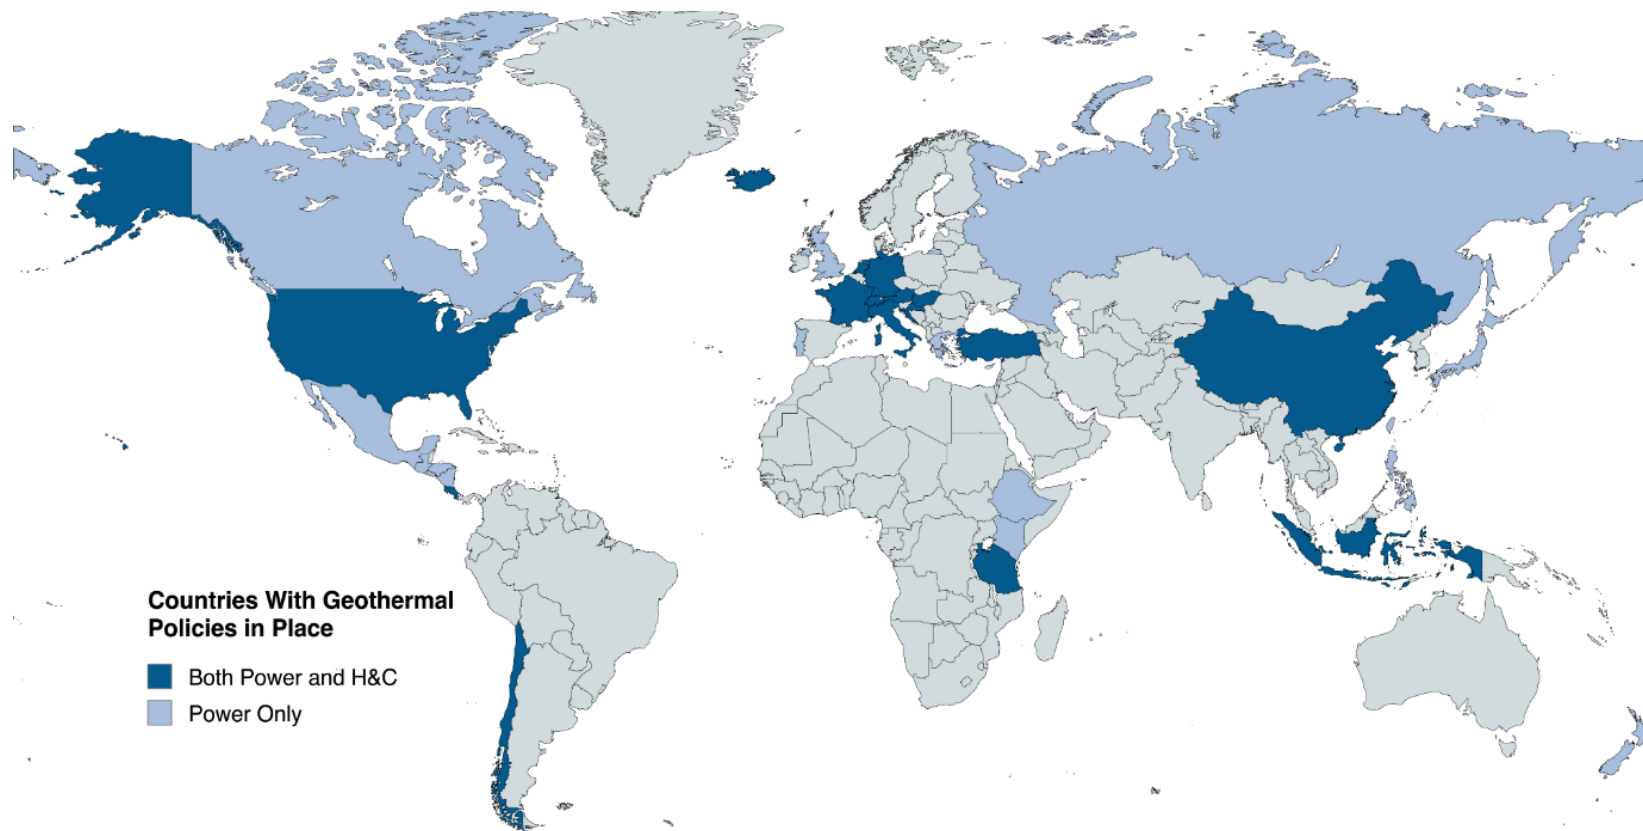 Countries With Geothermal
Policies in Place
Both Power and H&C
Power Only